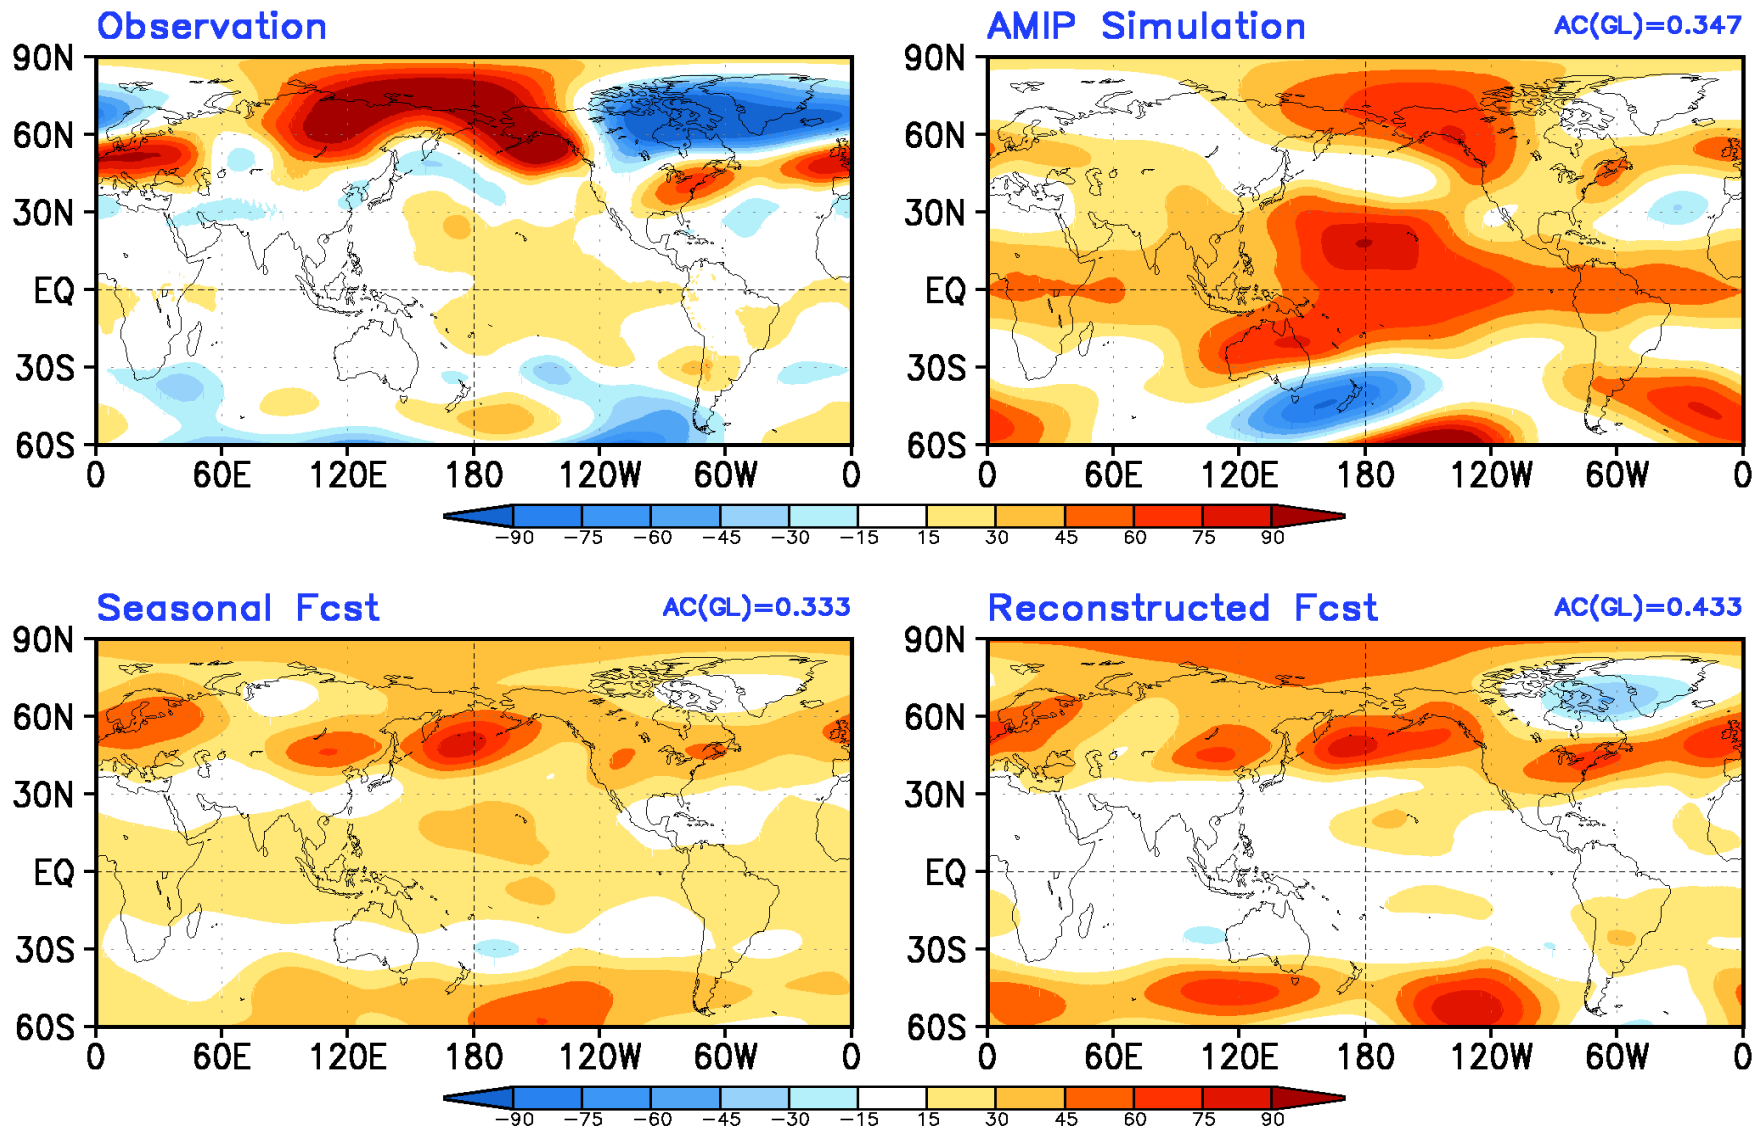 Observation
AMIP Simulation AC(GL)=0.347
90N 90N
60N 60N
30N 30N
EQ EQ
30S 30S
60S 60S
0 60E 120E 180 120W 60W 0 0 60E 120E 180 120W 60W 0
-90 -75 -60 -45 -30 -15 15 30 45 60 75 90
Seasonal Fcst AC(GL)=0.333
Reconstructed Fcst AC(GL)=0.433
90N 90N
60N 60N
30N 30N
EQ EQ
30S 30S
60S 60S
0 60E 120E 180 120W 60W 0 0 60E 120E 180 120W 60W 0
-90 -75 -60 -45 -30 -15 15 30 45 60 75 90